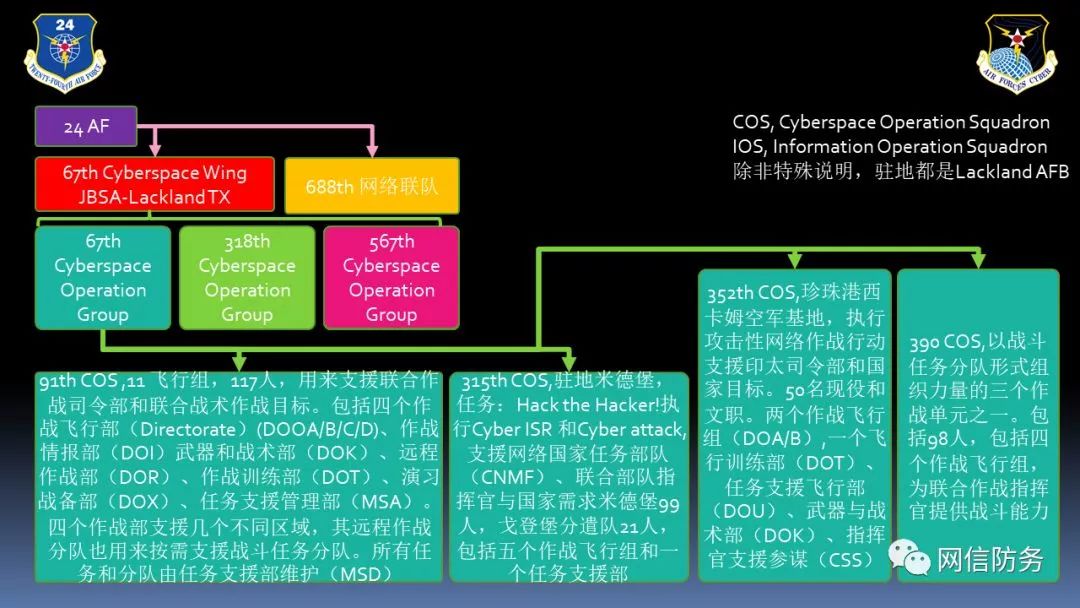 24
TWENTY-FOURTH AIR FORCE
AIR FORCES CYBER
24 AF
COS, Cyberspace Operation Squadron
IOS, Information Operation Squadron
除非特殊说明，驻地都是Lackland AFB
67th Cyberspace Wing
JBSA-Lackland TX
688th 网络联队
67th
Cyberspace
Operation
Group
318th
Cyberspace
Operation
Group
567th
Cyberspace
Operation
Group
91th COS ,11 飞行组，117人，用来支援联合作
战司令部和联合战术作战目标。包括四个作
战飞行部（Directorate）(DOOA/B/C/D)、作战
情报部（DOI）武器和战术部（DOK）、远程
作战部（DOR）、作战训练部（DOT）、演习
战备部（DOX）、任务支援管理部（MSA）。
四个作战部支援几个不同区域，其远程作战
分队也用来按需支援战斗任务分队。所有任
务和分队由任务支援部维护（MSD）
315th COS,驻地米德堡，
任务：Hack the Hacker!执
行Cyber ISR 和Cyber attack,
支援网络国家任务部队
（CNMF）、联合部队指
挥官与国家需求米德堡99
人，戈登堡分遣队21人，
包括五个作战飞行组和一
个任务支援部
352th COS,珍珠港西
卡姆空军基地，执行
攻击性网络作战行动
支援印太司令部和国
家目标。50名现役和
文职。两个作战飞行
组（DOA/B）,一个飞
行训练部（DOT）、
任务支援飞行部
（DOU）、武器与战
术部（DOK）、指挥
官支援参谋（CSS）
390 COS,以战斗
任务分队形式组
织力量的三个作
战单元之一。包
括98人，包括四
个作战飞行组，
为联合作战指挥
官提供战斗能力
网信防务